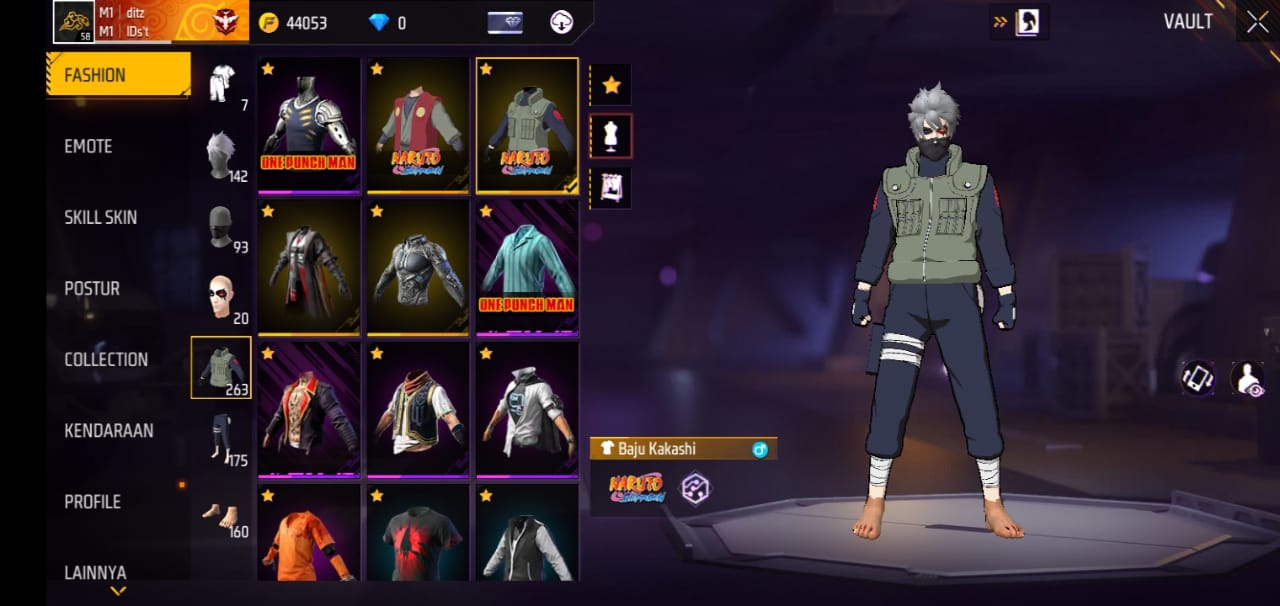 M1 ditz
M1 IDs't
58
44053
0
VAULT
FASHION
EMOTE
SKILL SKIN
POSTUR
COLLECTION
KENDARAAN
PROFILE
LAINNYA
7
142
93
20
263
175
160
ONE PUNCH MAN
NARUTO
NARUTO
ONE PUNCH MAN
Baju Kakashi
NARUTO